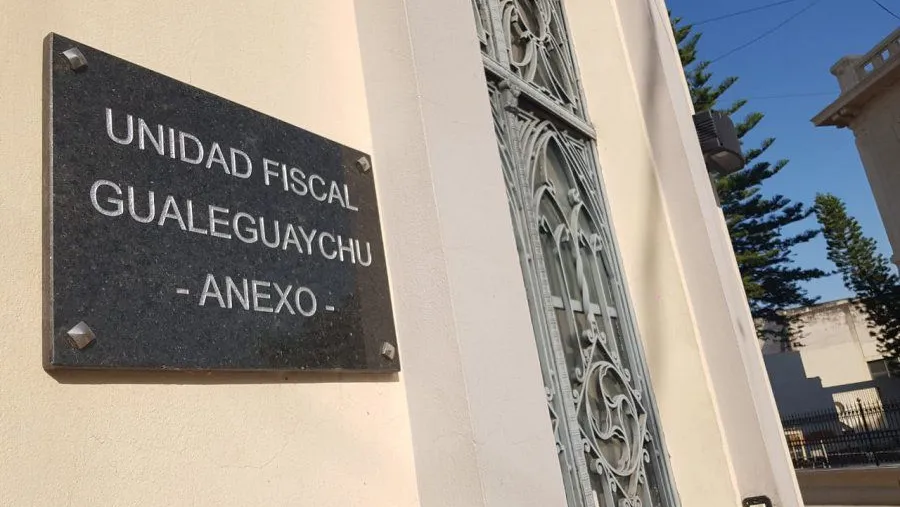 UNIDAD FISCAL
GUALEGUAYCHU
- ANEXO -